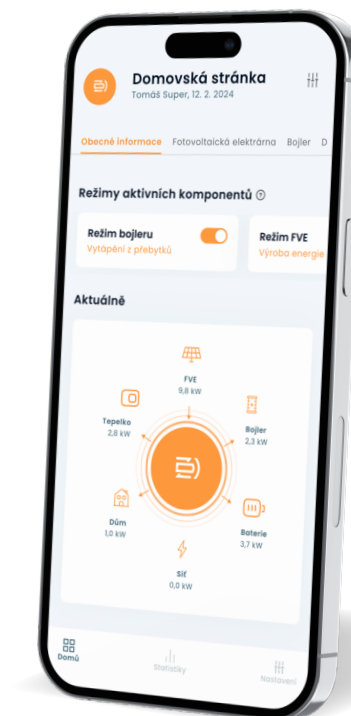 Domovská stránka
Tomáš Super, 12. 2. 2024
Obecné informace Fotovoltaická elektrárna Bojler D
Režimy aktivních komponentů
Režim bojleru
Vytápění z přebytků
Režim FVE
Výroba energie
Aktuálně
FVE
9,8 kW
Tepelko
2,8 kW
Bojler
2,3 kW
Dům
1,0 kW
Baterie
3,7 kW
Síť
0,0 kW
Domů
Statistiky
Nastavení